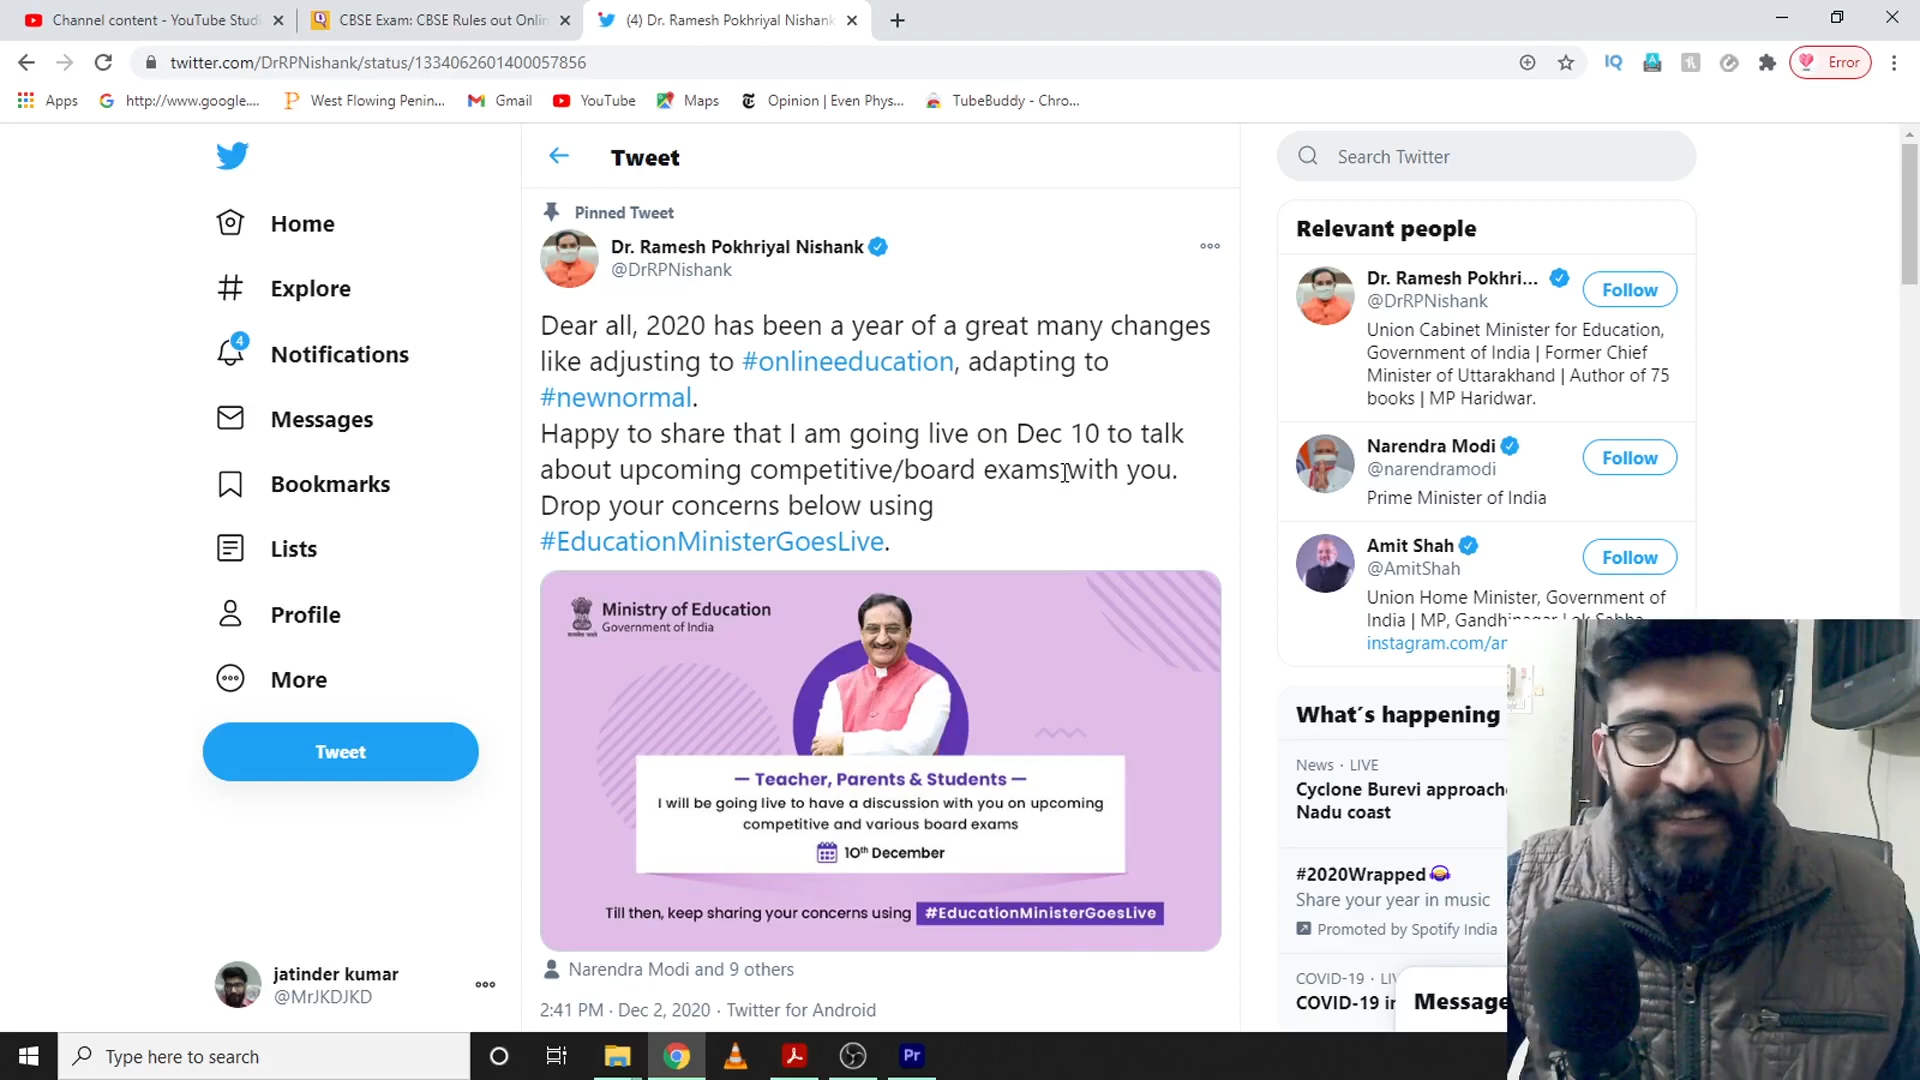 Channel content - YouTube Studi
CBSE Exam: CBSE Rules out Onlin
(4) Dr. Ramesh Pokhriyal Nishank
twitter.com/DrRPNishank/status/1334062601400057856
IQ
Error
Apps
http://www.google....
West Flowing Penin...
Gmail
YouTube
Maps
Opinion | Even Phys...
TubeBuddy - Chro...
Home
Explore
4
Notifications
Messages
Bookmarks
Lists
Profile
More
Tweet
jatinder kumar
@MrJKDJKD
Tweet
Pinned Tweet
Dr. Ramesh Pokhriyal Nishank
@DrRPNishank
Dear all, 2020 has been a year of a great many changes
like adjusting to #onlineeducation, adapting to
#newnormal.
Happy to share that I am going live on Dec 10 to talk
about upcoming competitive/board exams with you.
Drop your concerns below using
#EducationMinisterGoesLive.
Ministry of Education
Government of India
— Teacher, Parents & Students —
I will be going live to have a discussion with you on upcoming
competitive and various board exams
10th December
Till then, keep sharing your concerns using #EducationMinisterGoesLive
Narendra Modi and 9 others
2:41 PM · Dec 2, 2020 · Twitter for Android
Search Twitter
Relevant people
Dr. Ramesh Pokhri...
@DrRPNishank
Follow
Union Cabinet Minister for Education,
Government of India | Former Chief
Minister of Uttarakhand | Author of 75
books | MP Haridwar.
Narendra Modi
@narendramodi
Follow
Prime Minister of India
Amit Shah
@AmitShah
Follow
Union Home Minister, Government of
India | MP, Gandhinagar Lok Sabha
instagram.com/ar
What's happening
News · LIVE
Cyclone Burevi approach
Nadu coast
#2020Wrapped
Share your year in music
Promoted by Spotify India
COVID-19 · LIV
COVID-19 in
Message
Type here to search
Pr